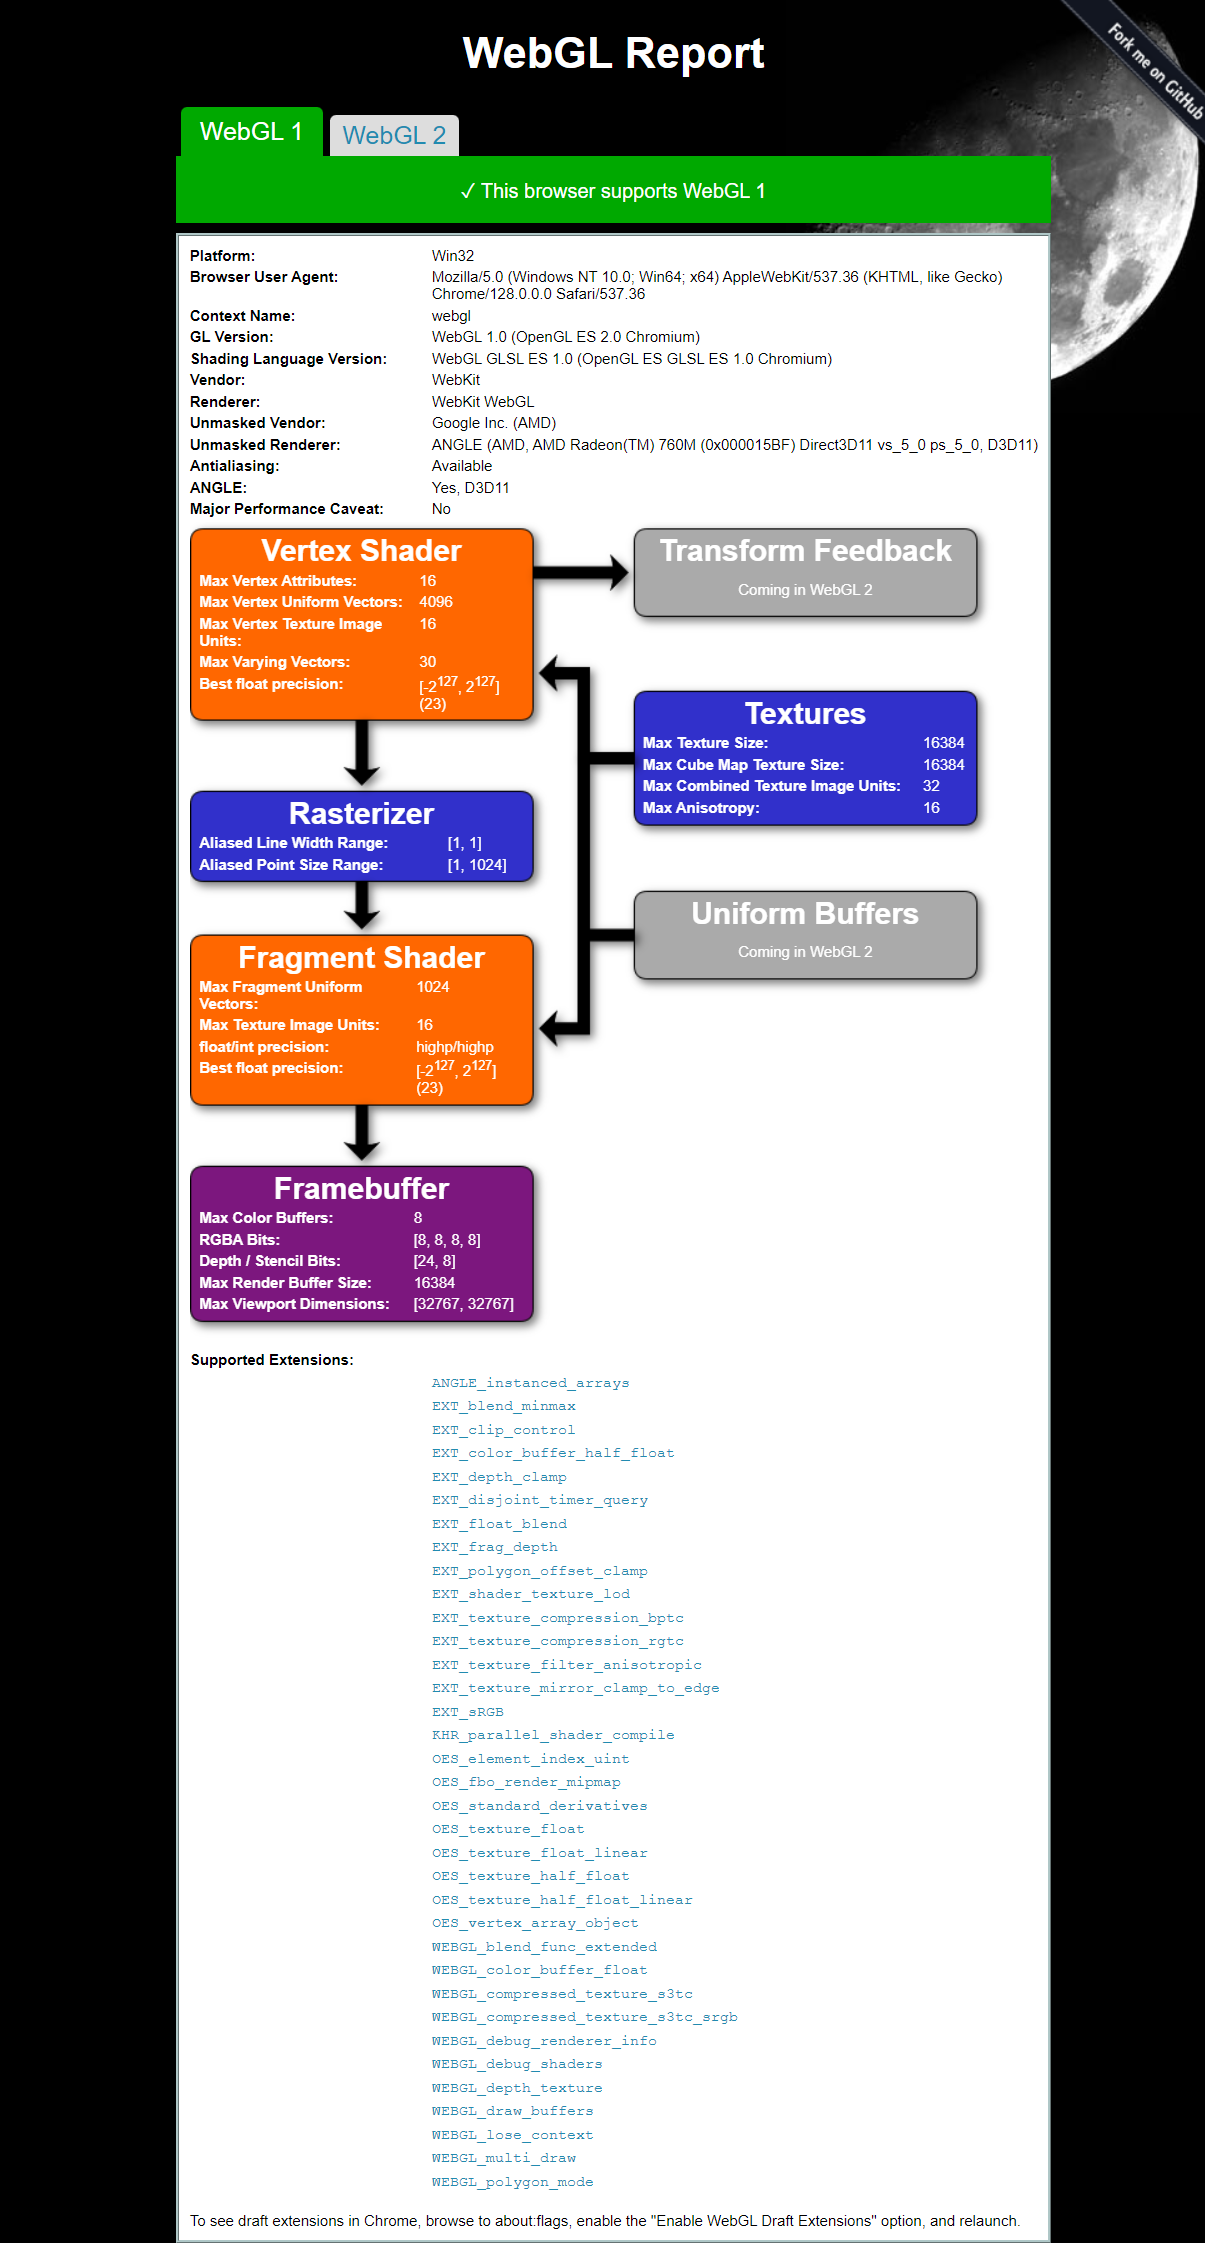 Fork me on GitHub
WebGL Report
WebGL 1
WebGL 2
✓ This browser supports WebGL 1
Platform: Win32
Browser User Agent: Mozilla/5.0 (Windows NT 10.0; Win64; x64) AppleWebKit/537.36 (KHTML, like Gecko)
Chrome/128.0.0.0 Safari/537.36
Context Name: webgl
GL Version: WebGL 1.0 (OpenGL ES 2.0 Chromium)
Shading Language Version: WebGL GLSL ES 1.0 (OpenGL ES GLSL ES 1.0 Chromium)
Vendor: WebKit
Renderer: WebKit WebGL
Unmasked Vendor: Google Inc. (AMD)
Unmasked Renderer: ANGLE (AMD, AMD Radeon(TM) 760M (0x000015BF) Direct3D11 vs_5_0 ps_5_0, D3D11)
Antialiasing: Available
ANGLE: Yes, D3D11
Major Performance Caveat: No
Vertex Shader
Max Vertex Attributes: 16
Max Vertex Uniform Vectors: 4096
Max Vertex Texture Image 16
Units:
Max Varying Vectors: 30
Best float precision: [-2^127, 2^127]
(23)
Transform Feedback
Coming in WebGL 2
Textures
Max Texture Size: 16384
Max Cube Map Texture Size: 16384
Max Combined Texture Image Units: 32
Max Anisotropy: 16
Rasterizer
Aliased Line Width Range: [1, 1]
Aliased Point Size Range: [1, 1024]
Uniform Buffers
Coming in WebGL 2
Fragment Shader
Max Fragment Uniform 1024
Vectors:
Max Texture Image Units: 16
float/int precision: highp/highp
Best float precision: [-2^127, 2^127]
(23)
Framebuffer
Max Color Buffers: 8
RGBA Bits: [8, 8, 8, 8]
Depth / Stencil Bits: [24, 8]
Max Render Buffer Size: 16384
Max Viewport Dimensions: [32767, 32767]
Supported Extensions:
ANGLE_instanced_arrays
EXT_blend_minmax
EXT_clip_control
EXT_color_buffer_half_float
EXT_depth_clamp
EXT_disjoint_timer_query
EXT_float_blend
EXT_frag_depth
EXT_polygon_offset_clamp
EXT_shader_texture_lod
EXT_texture_compression_bptc
EXT_texture_compression_rgtc
EXT_texture_filter_anisotropic
EXT_texture_mirror_clamp_to_edge
EXT_sRGB
KHR_parallel_shader_compile
OES_element_index_uint
OES_fbo_render_mipmap
OES_standard_derivatives
OES_texture_float
OES_texture_float_linear
OES_texture_half_float
OES_texture_half_float_linear
OES_vertex_array_object
WEBGL_blend_func_extended
WEBGL_color_buffer_float
WEBGL_compressed_texture_s3tc
WEBGL_compressed_texture_s3tc_srgb
WEBGL_debug_renderer_info
WEBGL_debug_shaders
WEBGL_depth_texture
WEBGL_draw_buffers
WEBGL_lose_context
WEBGL_multi_draw
WEBGL_polygon_mode
To see draft extensions in Chrome, browse to about:flags, enable the "Enable WebGL Draft Extensions" option, and relaunch.